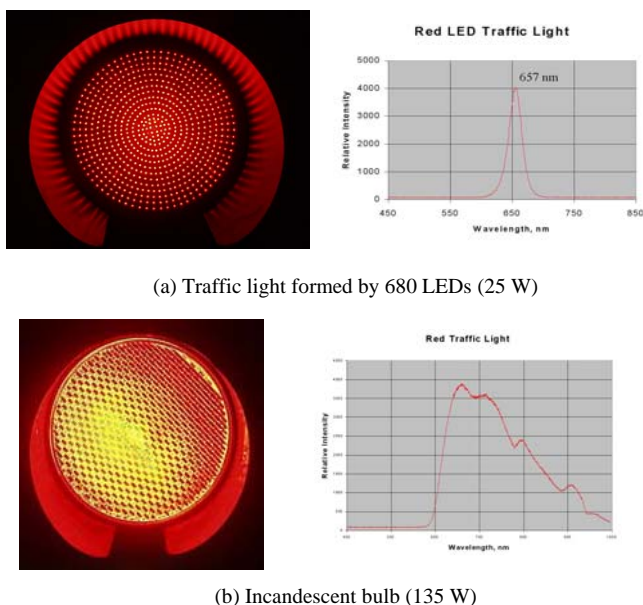 Red LED Traffic Light
657 nm
5000
4000
3000
2000
1000
0
Relative Intensity
450 550 650 750 850
Wavelength, nm
(a) Traffic light formed by 680 LEDs (25 W)
Red Traffic Light
Relative Intensity
Wavelength, nm
(b) Incandescent bulb (135 W)